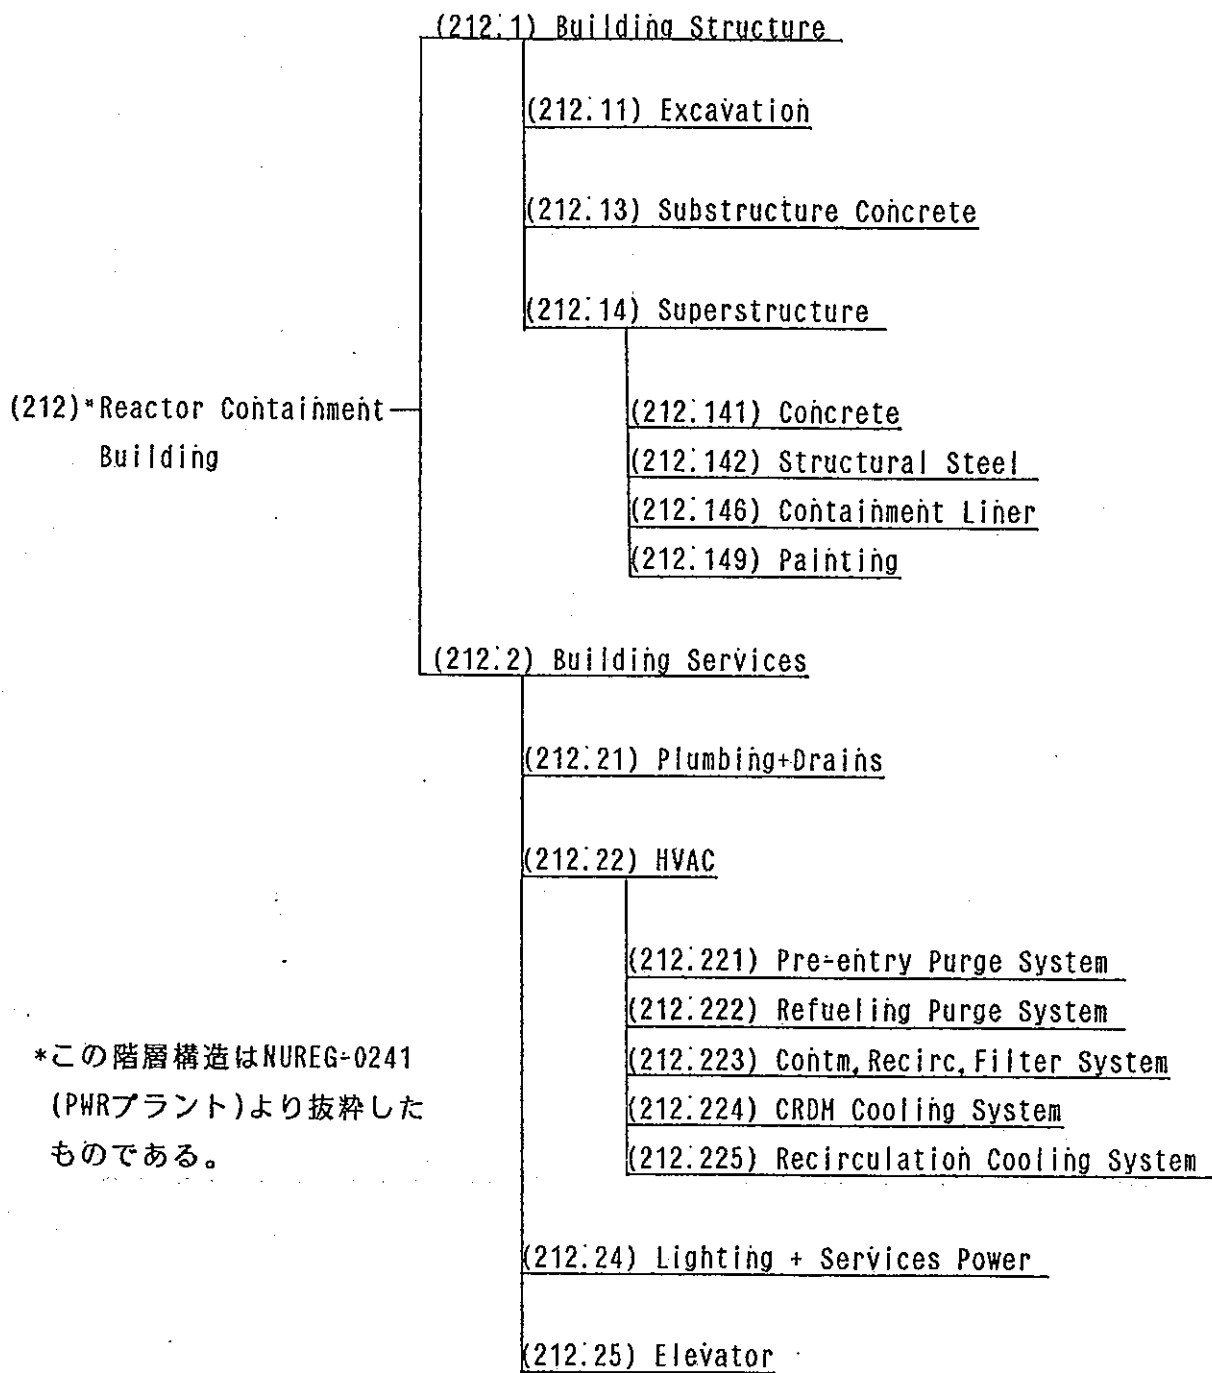 (212.1) Building Structure
(212.11) Excavation
(212.13) Substructure Concrete
(212.14) Superstructure
(212)*Reactor Containment
Building
(212.141) Concrete
(212.142) Structural Steel
(212.146) Containment Liner
(212.149) Painting
(212.2) Building Services
(212.21) Plumbing+Drains
(212.22) HVAC
(212.221) Pre-entry Purge System
(212.222) Refueling Purge System
(212.223) Contm,Recirc,Filter System
(212.224) CRDM Cooling System
(212.225) Recirculation Cooling System
*この階層構造はNUREG-0241
(PWRプラント)より抜粋した
ものである。
(212.24) Lighting + Services Power
(212.25) Elevator